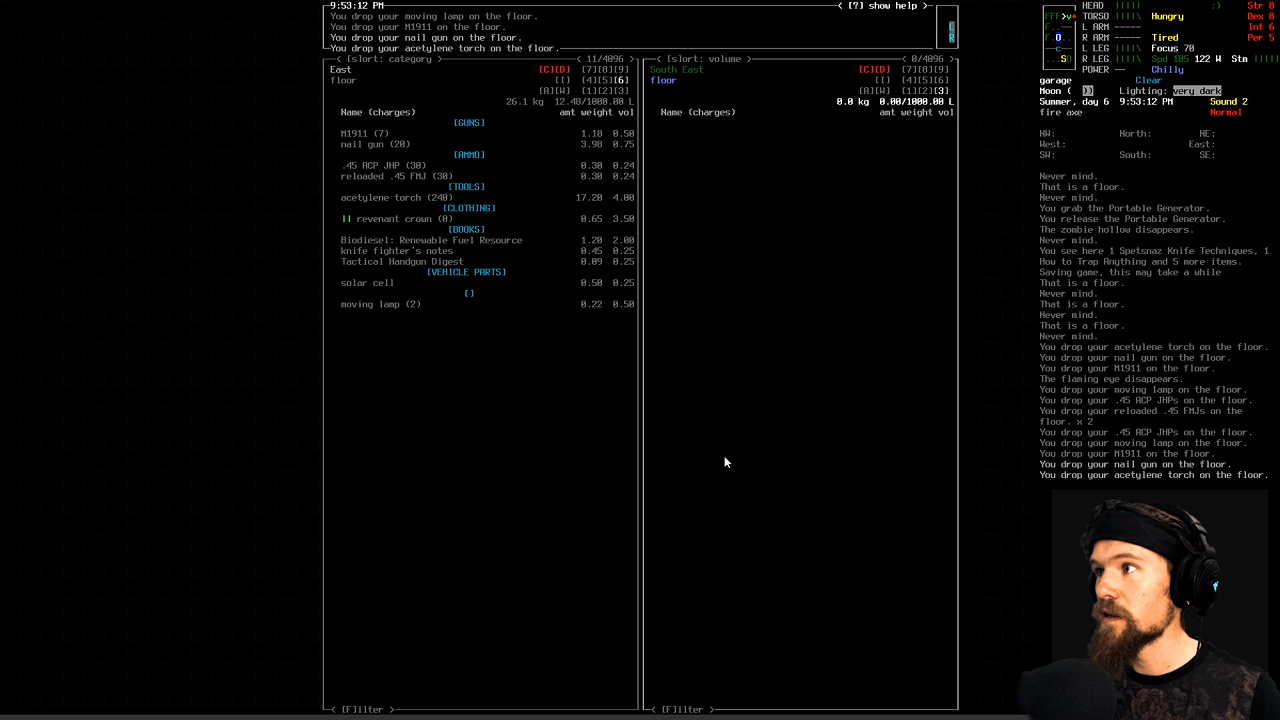 9:53:12 PM < [?] show help >
You drop your moving lamp on the floor.
You drop your M1911 on the floor.
You drop your nail gun on the floor.
You drop your acetylene torch on the floor.
L
R
< [s]ort: category > < 11/4096 >
East [C][D] [7][8][9]
floor [I] [4][5][6]
[A][W] [1][2][3]
26.1 kg 12.48/1000.00 L
Name (charges) amt weight vol
[GUNS]
M1911 (7) 1.18 0.50
nail gun (20) 3.98 0.75
[AMMO]
.45 ACP JHP (30) 0.30 0.24
reloaded .45 FMJ (30) 0.30 0.24
[TOOLS]
acetylene torch (240) 17.20 4.00
[CLOTHING]
|| revenant crown (0) 0.65 3.50
[BOOKS]
Biodiesel: Renewable Fuel Resource 1.20 2.00
knife fighter's notes 0.45 0.25
Tactical Handgun Digest 0.09 0.25
[VEHICLE PARTS]
solar cell 0.50 0.25
[]
moving lamp (2) 0.22 0.50
< [F]ilter >
< [s]ort: volume > < 0/4096 >
South East [C][D] [7][8][9]
floor [I] [4][5][6]
[A][W] [1][2][3]
0.0 kg 0.00/1000.00 L
Name (charges) amt weight vol
< [F]ilter >
HEAD ||||\ :) Str 8
TORSO ||||\ Hungry Dex 8
L ARM ----- Int 6
R ARM ----- Tired Per 5
L LEG ||||\ Focus 70
R LEG ||||\ Spd 105 122 W Stn |||||
POWER -- Chilly
garage Clear
Moon ( )) Lighting: very dark
Summer, day 6 9:53:12 PM Sound 2
fire axe Normal
NW: North: NE:
West: East:
SW: South: SE:
Never mind.
That is a floor.
Never mind.
You grab the Portable Generator.
You release the Portable Generator.
The zombie hollow disappears.
Never mind.
You see here 1 Spetsnaz Knife Techniques, 1
How to Trap Anything and 5 more items.
Saving game, this may take a while
That is a floor.
Never mind.
That is a floor.
Never mind.
That is a floor.
Never mind.
You drop your acetylene torch on the floor.
You drop your nail gun on the floor.
You drop your M1911 on the floor.
The flaming eye disappears.
You drop your moving lamp on the floor.
You drop your .45 ACP JHPs on the floor.
You drop your reloaded .45 FMJs on the
floor. x 2
You drop your .45 ACP JHPs on the floor.
You drop your moving lamp on the floor.
You drop your M1911 on the floor.
You drop your nail gun on the floor.
You drop your acetylene torch on the floor.